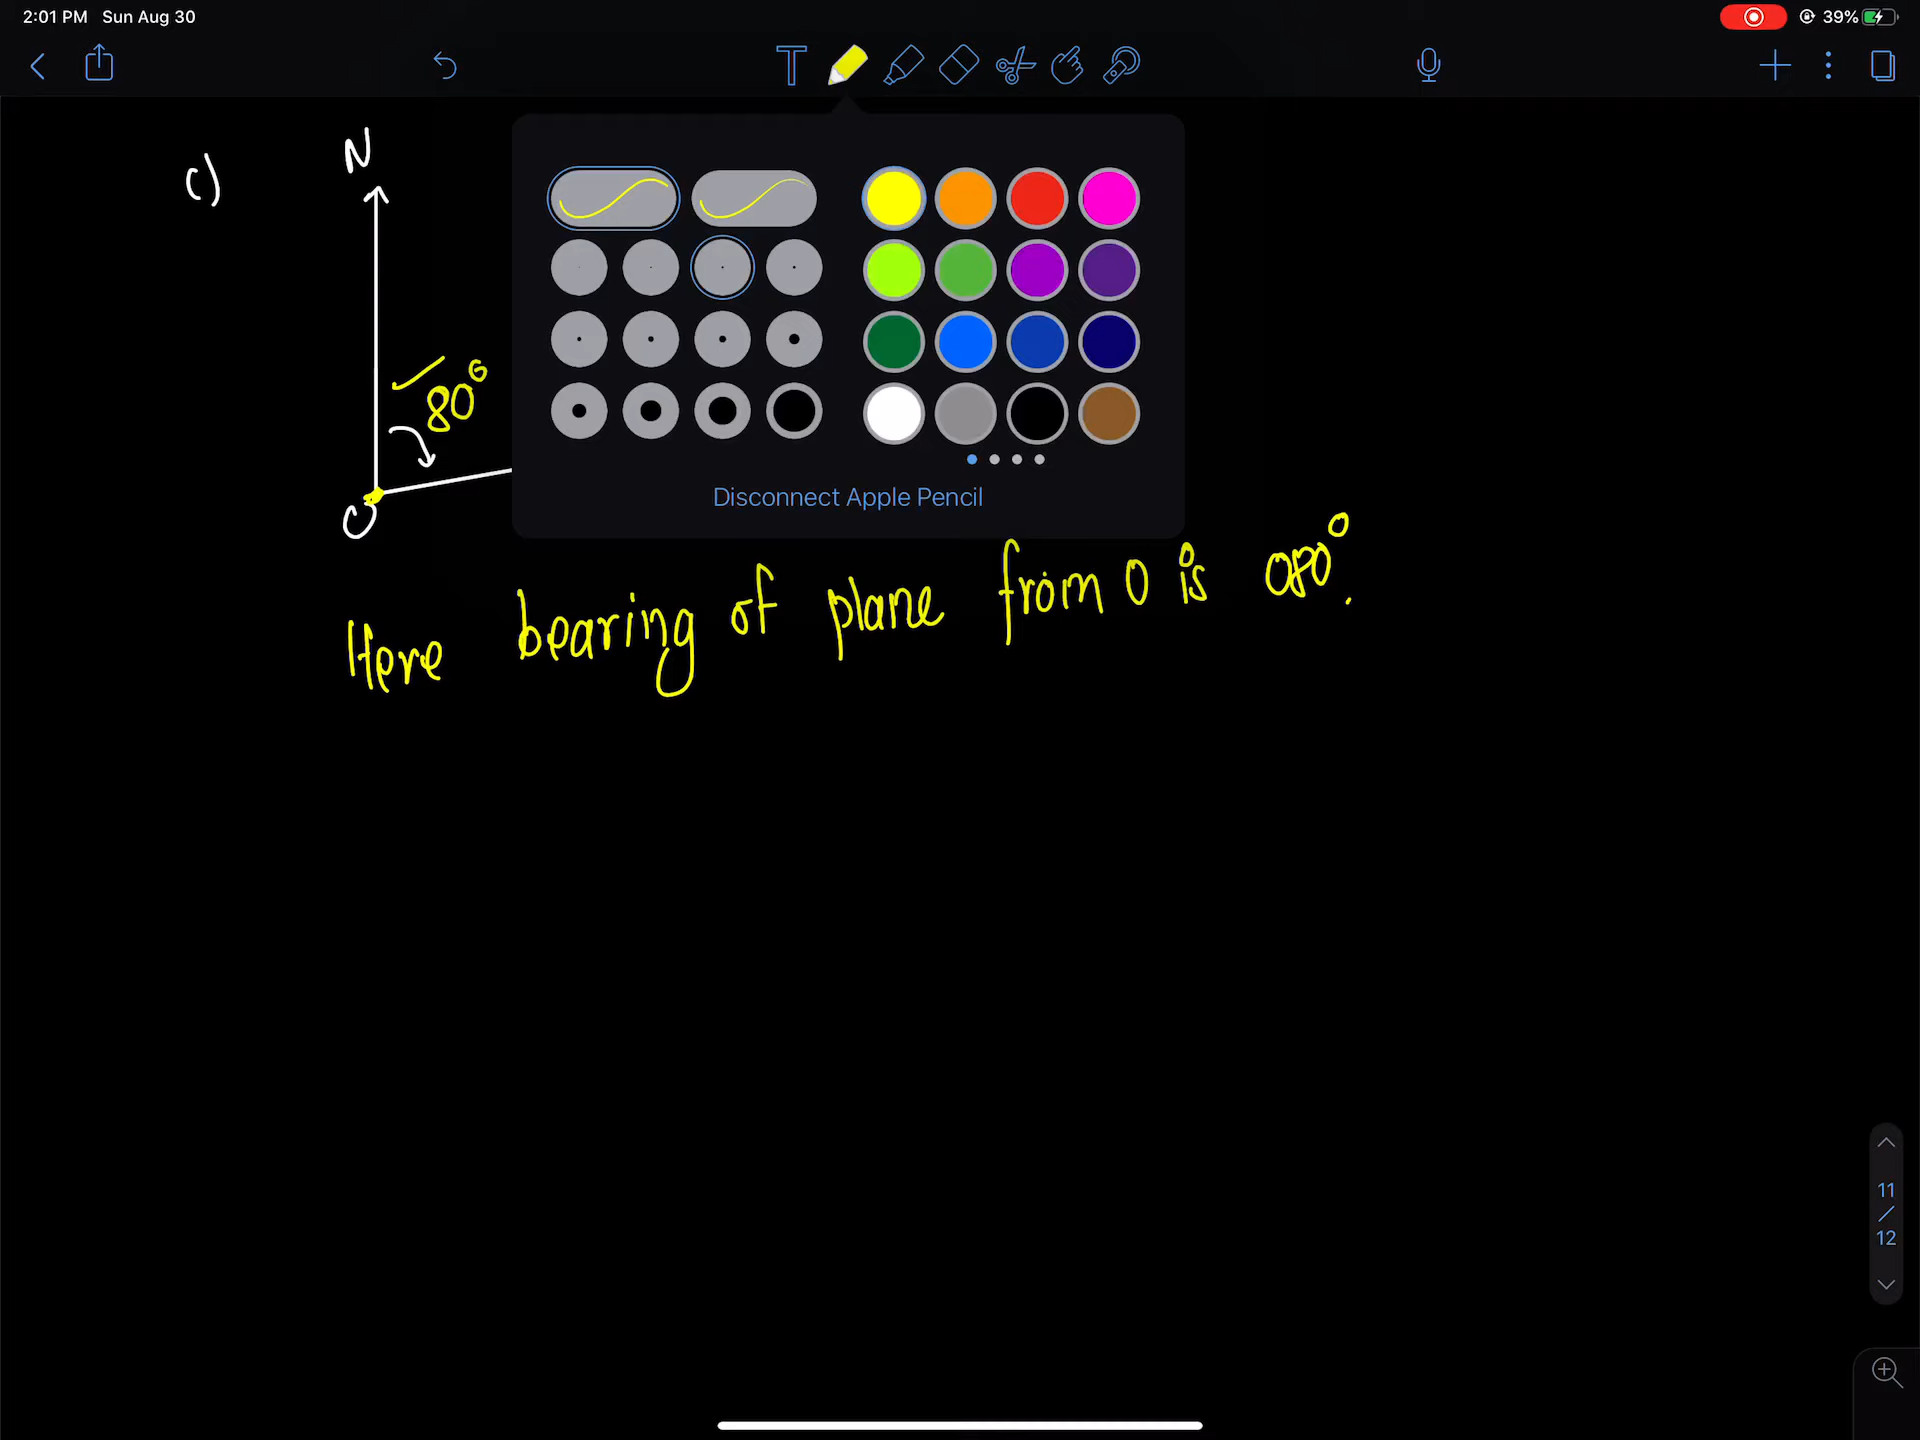 2:01 PM Sun Aug 30
39%
T
c)
N
80°
O
Disconnect Apple Pencil
Here bearing of plane from O is 080°.
11
/
12